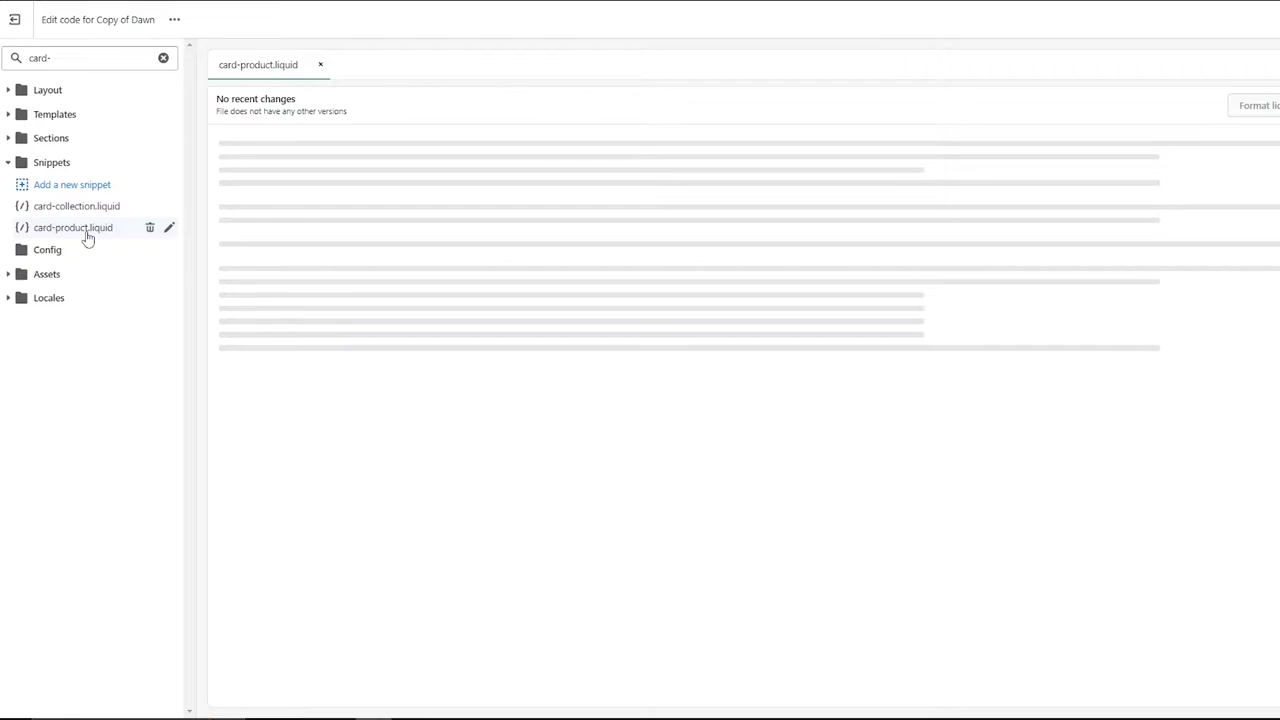 Edit code for Copy of Dawn
card-
Layout
Templates
Sections
Snippets
Add a new snippet
card-collection.liquid
card-product.liquid
Config
Assets
Locales
card-product.liquid
No recent changes
File does not have any other versions
Format